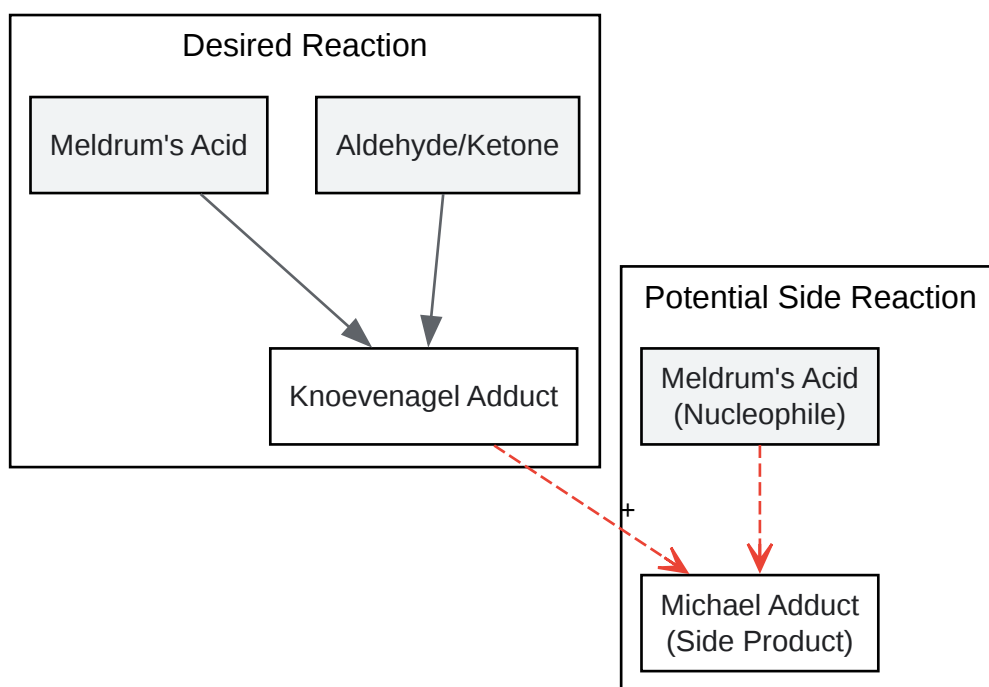 Desired Reaction
Meldrum's Acid
Aldehyde/Ketone
Knoevenagel Adduct
Potential Side Reaction
Meldrum's Acid
(Nucleophile)
+
Michael Adduct
(Side Product)